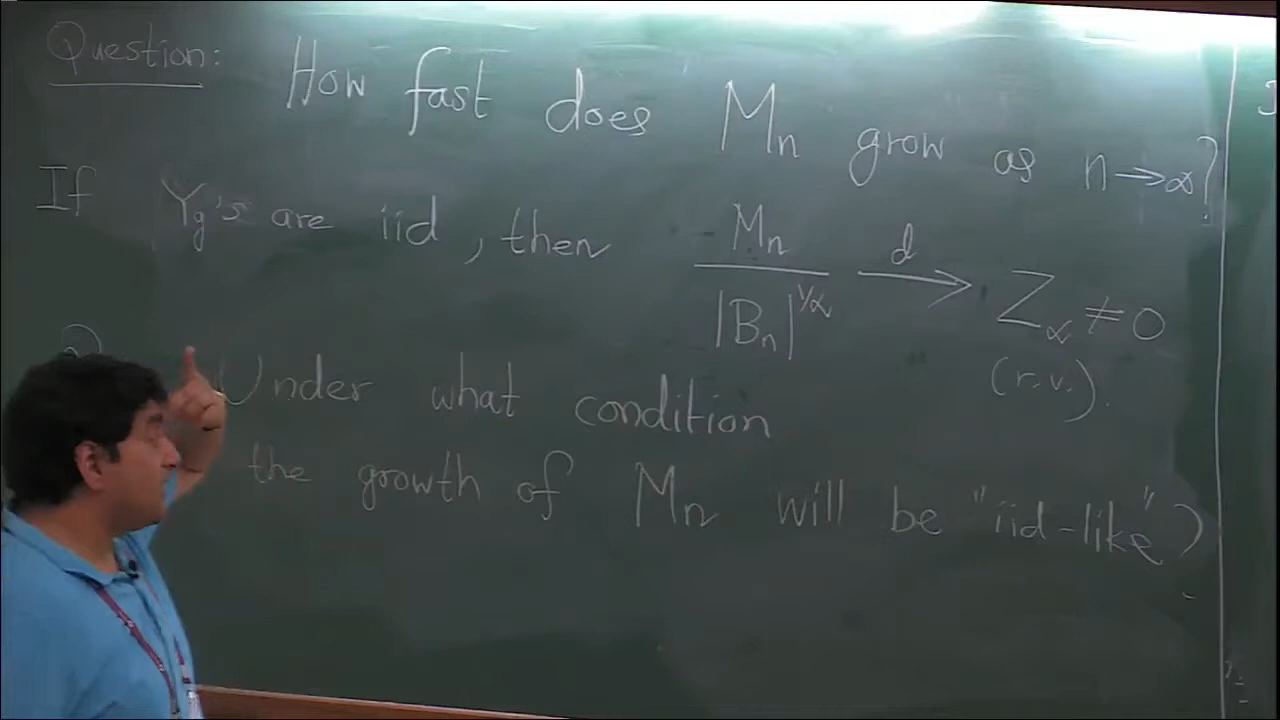 Question: How fast does Mn grow as n→∞?
If Yg's are iid, then Mn / |Bn|^{1/α} →^d Zα ≠ 0
(r.v.).
Under what condition
the growth of Mn will be "iid-like"?